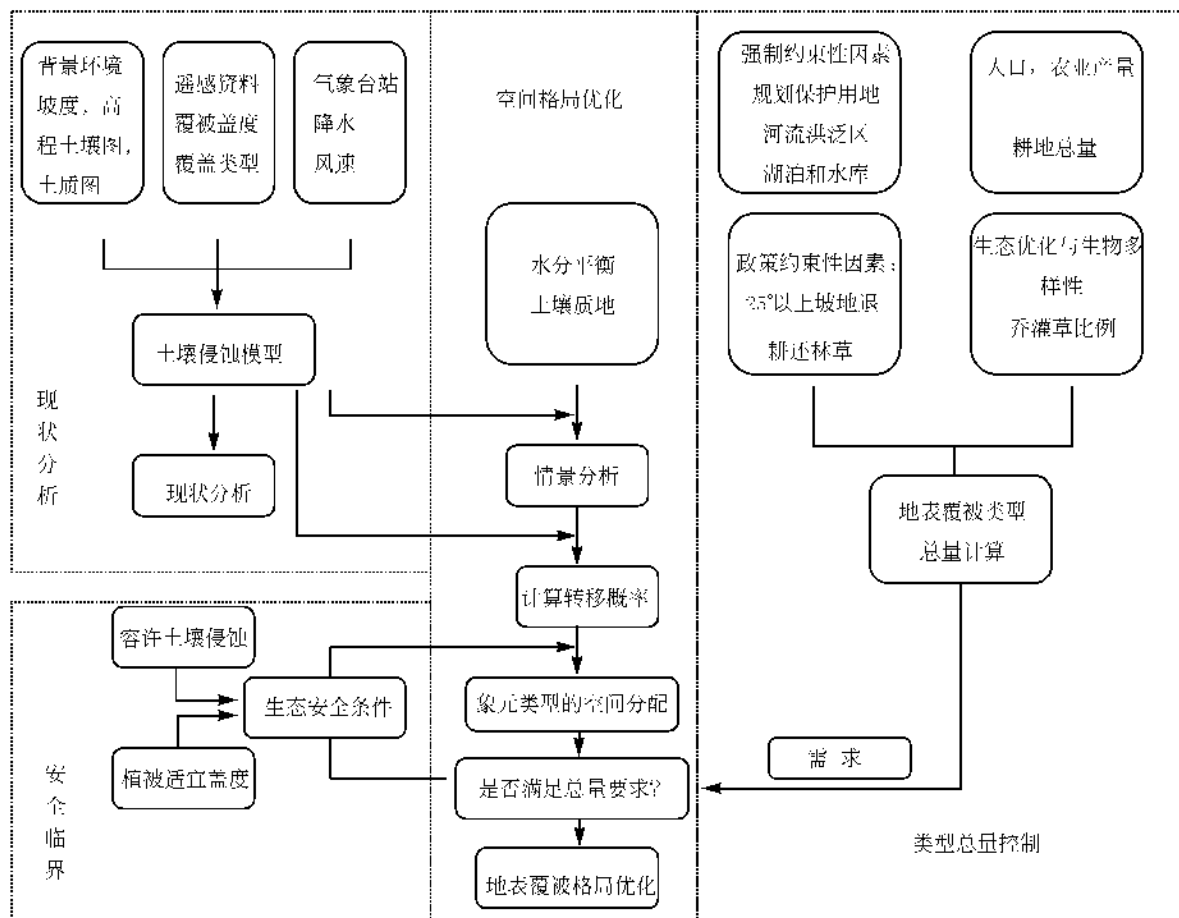 背景环境
坡度，高
程土壤图，
土质图
遥感资料
覆被盖度
覆盖类型
气象台站
降水
风速
土壤侵蚀模型
现状分析
现
状
分
析
空间格局优化
水分平衡
土壤质地
情景分析
计算转移概率
象元类型的空间分配
是否满足总量要求?
地表覆被格局优化
强制约束性因素
规划保护用地
河流洪泛区
湖泊和水库
人口，农业产量
耕地总量
政策约束性因素：
25°以上坡地退
耕还林草
生态优化与生物多
样性
乔灌草比例
地表覆被类型
总量计算
需 求
类型总量控制
容许土壤侵蚀
生态安全条件
植被适宜盖度
安
全
临
界